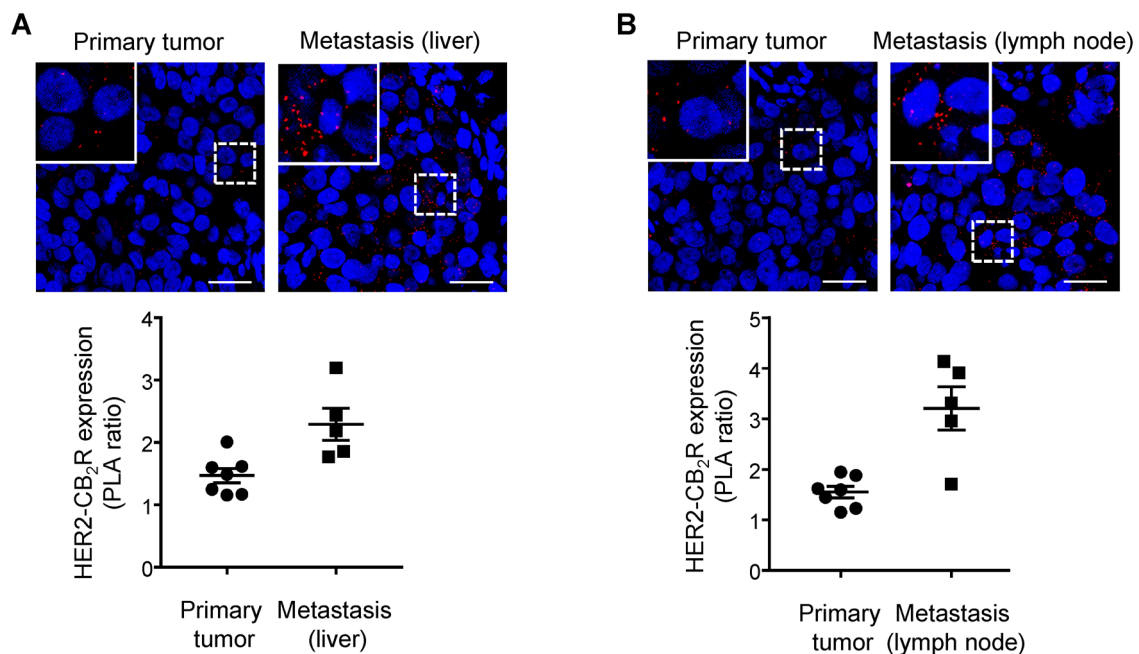 A
Primary tumor
Metastasis (liver)
HER2-CB₂R expression
(PLA ratio)
4
3
2
1
0
Primary
tumor
Metastasis
(liver)
B
Primary tumor
Metastasis (lymph node)
HER2-CB₂R expression
(PLA ratio)
5
4
3
2
1
0
Primary
tumor
Metastasis
(lymph node)